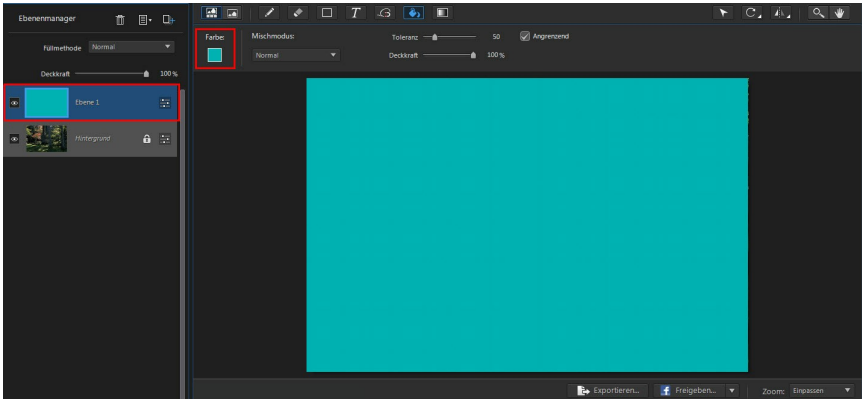 Ebenenmanager
Füllmethode Normal
Deckkraft 100 %
Ebene 1
Hintergrund
T
Farbe:
Mischmodus:
Normal
Toleranz 50
Deckkraft 100 %
Angrenzend
Exportieren... Freigeben... Zoom: Einpassen